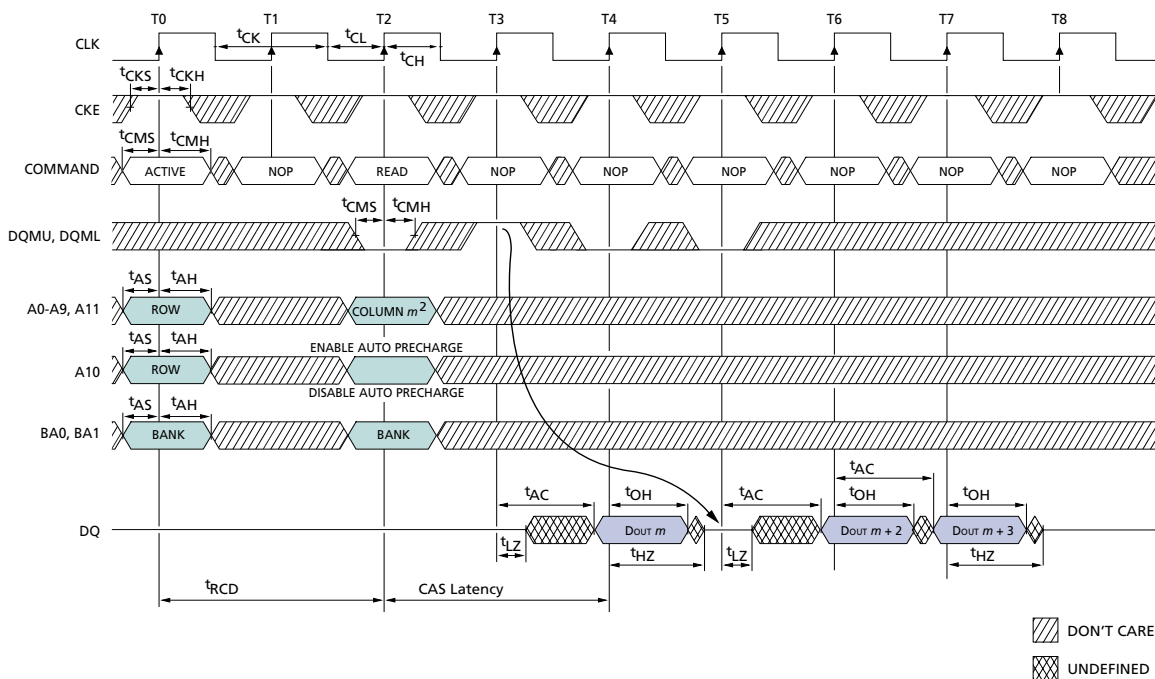 T0 T1 T2 T3 T4 T5 T6 T7 T8
CLK
tCK tCL tCH
tCKS tCKH
CKE
tCMS tCMH
COMMAND ACTIVE NOP READ NOP NOP NOP NOP NOP NOP
tCMS tCMH
DQMU, DQML
tAS tAH
A0-A9, A11 ROW COLUMN m2
tAS tAH ENABLE AUTO PRECHARGE
A10 ROW
DISABLE AUTO PRECHARGE
tAS tAH
BA0, BA1 BANK BANK
tAC
tAC tOH tAC tOH tOH
DQ DOUT m DOUT m + 2 DOUT m + 3
tLZ tHZ tLZ tHZ
tRCD CAS Latency
DON'T CARE
UNDEFINED